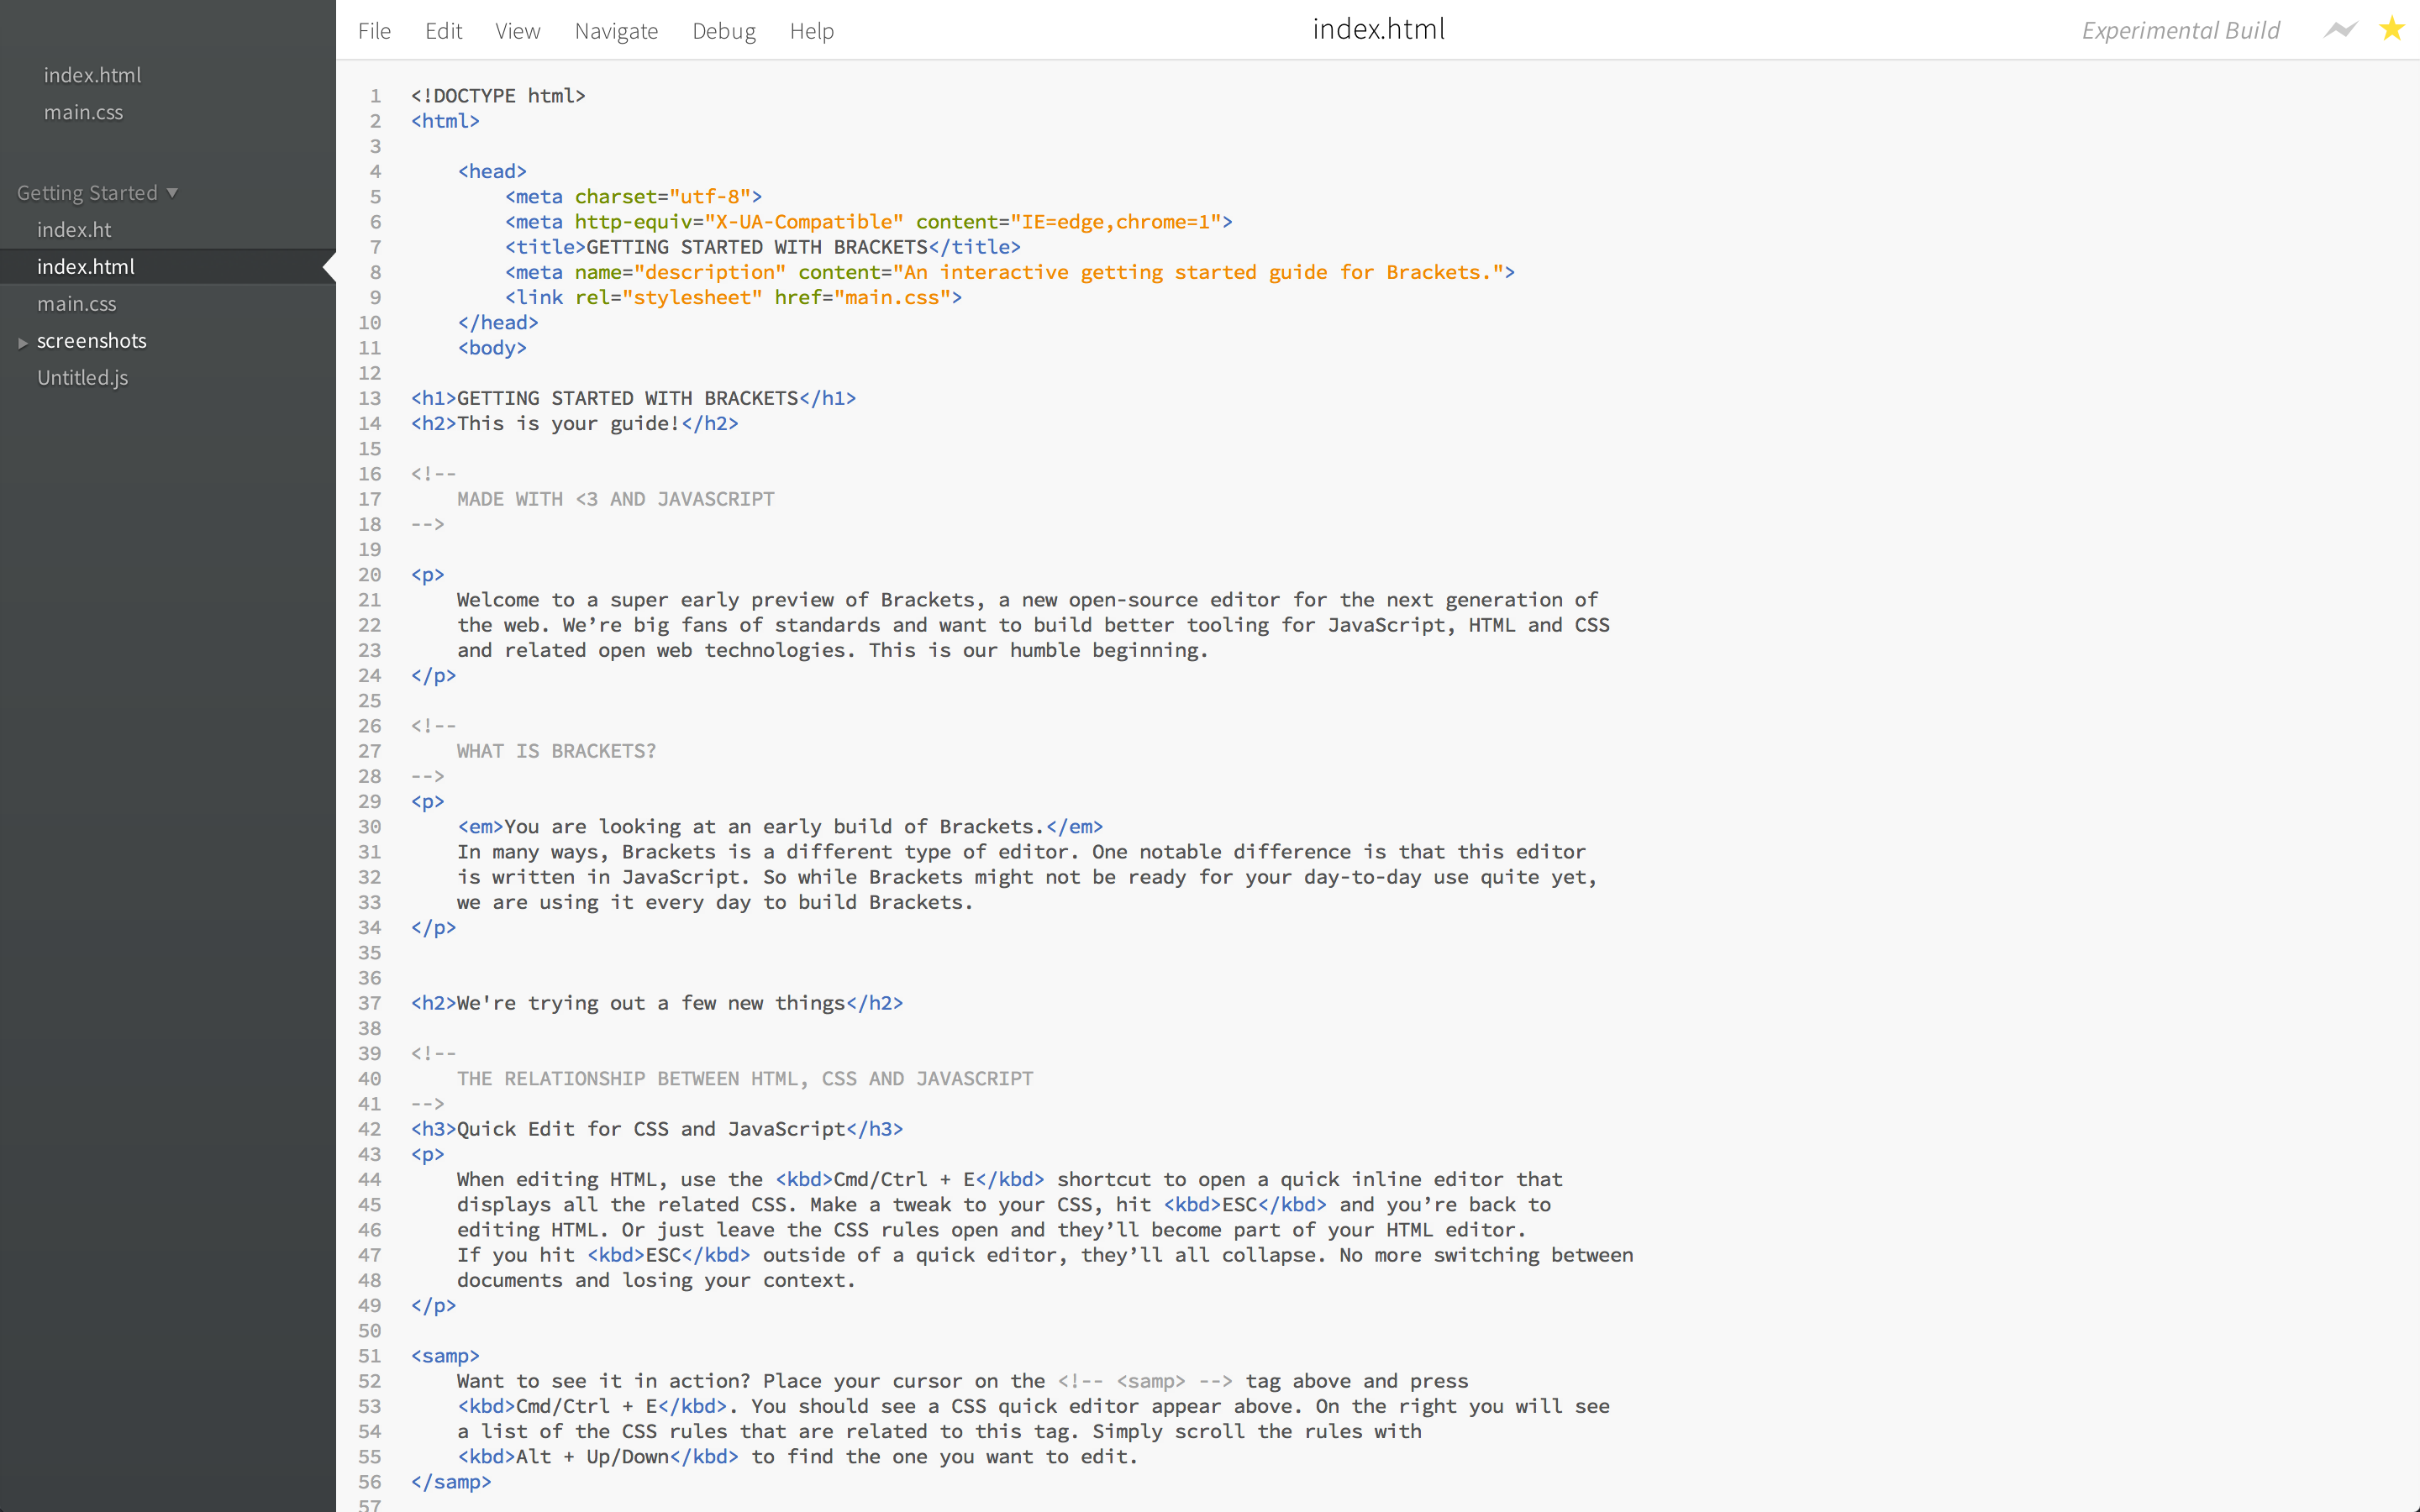 index.html
main.css
Getting Started
index.ht
index.html
main.css
screenshots
Untitled.js
File Edit View Navigate Debug Help
index.html
Experimental Build
1 <!DOCTYPE html>
2 <html>
3
4     <head>
5         <meta charset="utf-8">
6         <meta http-equiv="X-UA-Compatible" content="IE=edge,chrome=1">
7         <title>GETTING STARTED WITH BRACKETS</title>
8         <meta name="description" content="An interactive getting started guide for Brackets.">
9         <link rel="stylesheet" href="main.css">
10     </head>
11     <body>
12
13 <h1>GETTING STARTED WITH BRACKETS</h1>
14 <h2>This is your guide!</h2>
15
16 <!--
17     MADE WITH <3 AND JAVASCRIPT
18 -->
19
20 <p>
21     Welcome to a super early preview of Brackets, a new open-source editor for the next generation of
22     the web. We’re big fans of standards and want to build better tooling for JavaScript, HTML and CSS
23     and related open web technologies. This is our humble beginning.
24 </p>
25
26 <!--
27     WHAT IS BRACKETS?
28 -->
29 <p>
30     <em>You are looking at an early build of Brackets.</em>
31     In many ways, Brackets is a different type of editor. One notable difference is that this editor
32     is written in JavaScript. So while Brackets might not be ready for your day-to-day use quite yet,
33     we are using it every day to build Brackets.
34 </p>
35
36
37 <h2>We're trying out a few new things</h2>
38
39 <!--
40     THE RELATIONSHIP BETWEEN HTML, CSS AND JAVASCRIPT
41 -->
42 <h3>Quick Edit for CSS and JavaScript</h3>
43 <p>
44     When editing HTML, use the <kbd>Cmd/Ctrl + E</kbd> shortcut to open a quick inline editor that
45     displays all the related CSS. Make a tweak to your CSS, hit <kbd>ESC</kbd> and you’re back to
46     editing HTML. Or just leave the CSS rules open and they’ll become part of your HTML editor.
47     If you hit <kbd>ESC</kbd> outside of a quick editor, they’ll all collapse. No more switching between
48     documents and losing your context.
49 </p>
50
51 <samp>
52     Want to see it in action? Place your cursor on the <!-- <samp> --> tag above and press
53     <kbd>Cmd/Ctrl + E</kbd>. You should see a CSS quick editor appear above. On the right you will see
54     a list of the CSS rules that are related to this tag. Simply scroll the rules with
55     <kbd>Alt + Up/Down</kbd> to find the one you want to edit.
56 </samp>
57